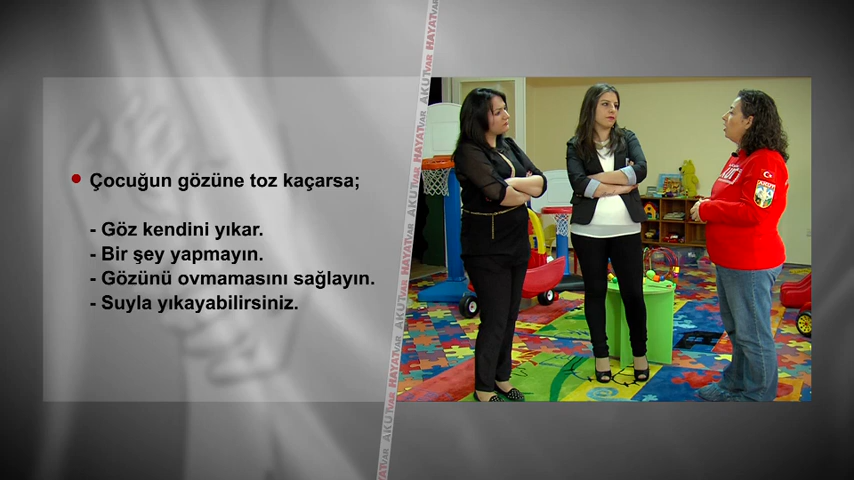 Çocuğun gözüne toz kaçarsa;
- Göz kendini yıkar.
- Bir şey yapmayın.
- Gözünü ovmamasını sağlayın.
- Suyla yıkayabilirsiniz.
AKUT VAR HAYAT VAR
AKUT